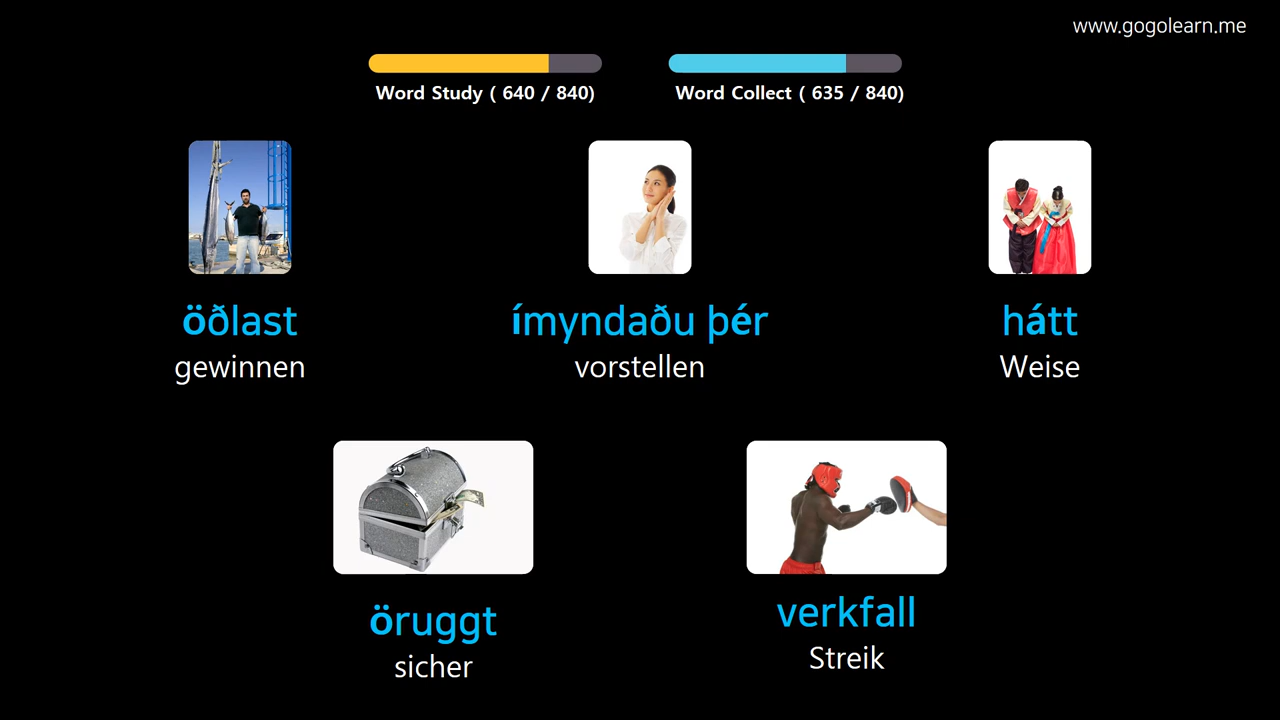 www.gogolearn.me
Word Study ( 640 / 840)
Word Collect ( 635 / 840)
öðlast
gewinnen
ímyndaðu þér
vorstellen
hátt
Weise
öruggt
sicher
verkfall
Streik